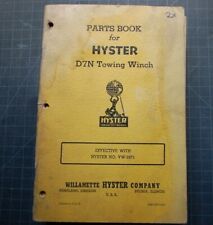 2x
PARTS BOOK
for
HYSTER
D7N Towing Winch
HYSTER
EFFECTIVE WITH
HYSTER NO.
WILLAMETTE HYSTER COMPANY
PORTLAND, OREGON PEORIA, ILLINOIS
U.S.A.